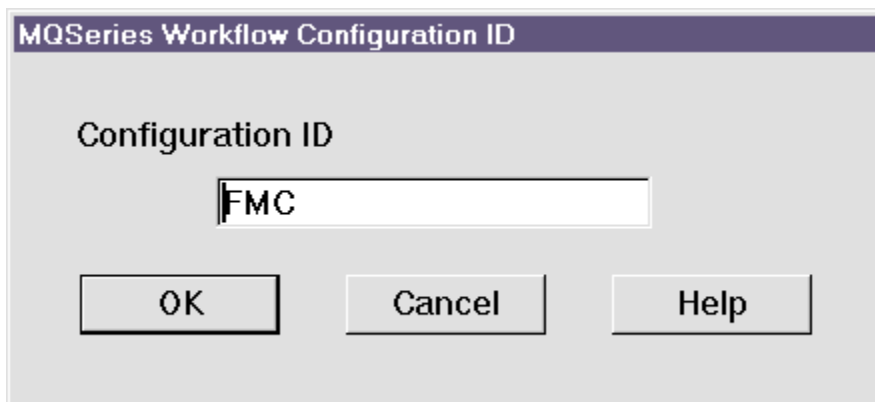 MQSeries Workflow Configuration ID
Configuration ID
FMC
OK Cancel Help